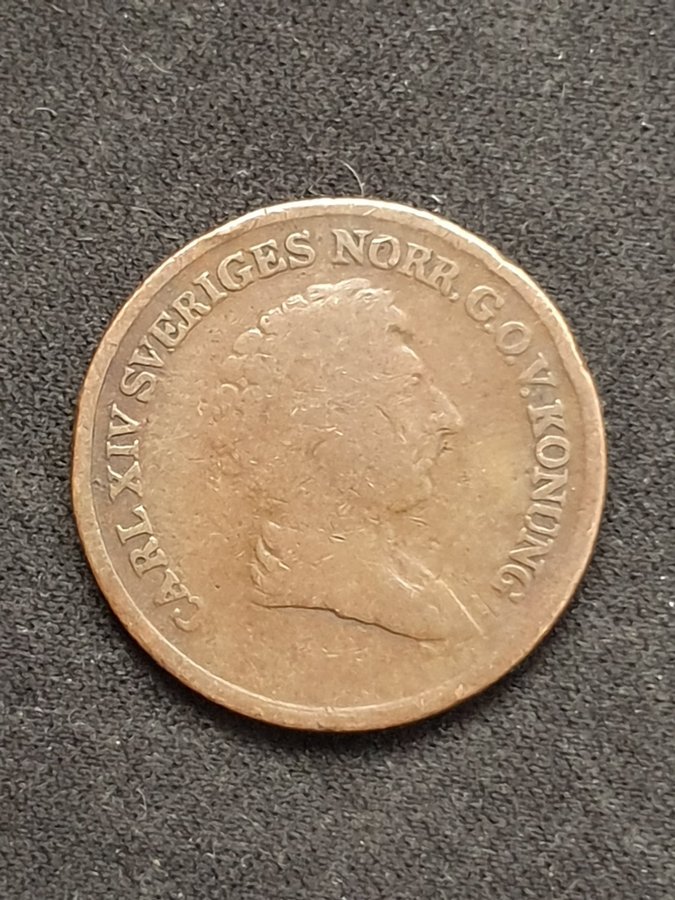 CARL XIV SVERIGES NORR. G. O. V. KONUNG